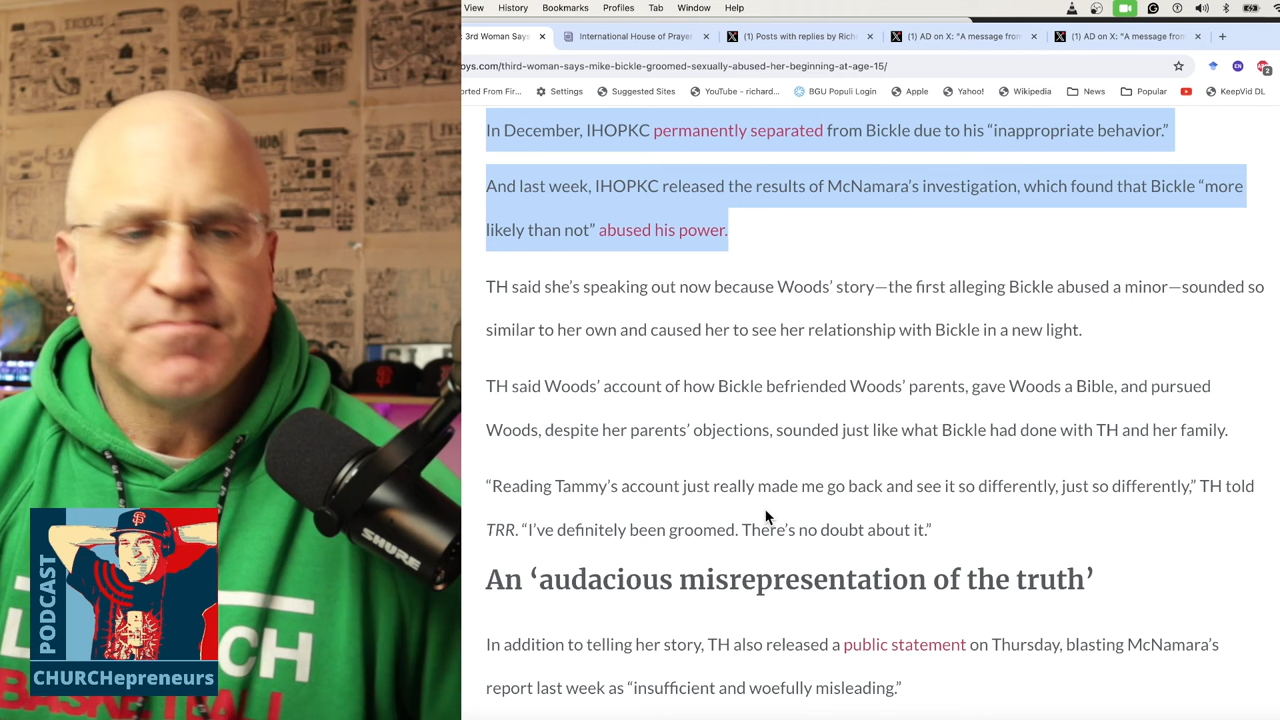 View History Bookmarks Profiles Tab Window Help
3rd Woman Says
International House of Prayer
(1) Posts with replies by Rich
(1) AD on X: "A message from
(1) AD on X: "A message from
oys.com/third-woman-says-mike-bickle-groomed-sexually-abused-her-beginning-at-age-15/
orted From Fir... Settings Suggested Sites YouTube – richard... BGU Populi Login Apple Yahoo! Wikipedia News Popular KeepVid DL
In December, IHOPKC permanently separated from Bickle due to his “inappropriate behavior.”
And last week, IHOPKC released the results of McNamara’s investigation, which found that Bickle “more
likely than not” abused his power.
TH said she’s speaking out now because Woods’ story—the first alleging Bickle abused a minor—sounded so
similar to her own and caused her to see her relationship with Bickle in a new light.
TH said Woods’ account of how Bickle befriended Woods’ parents, gave Woods a Bible, and pursued
Woods, despite her parents’ objections, sounded just like what Bickle had done with TH and her family.
“Reading Tammy’s account just really made me go back and see it so differently, just so differently,” TH told
TRR. “I’ve definitely been groomed. There’s no doubt about it.”
An ‘audacious misrepresentation of the truth’
In addition to telling her story, TH also released a public statement on Thursday, blasting McNamara’s
report last week as “insufficient and woefully misleading.”
SHURE
PODCAST
CHURCHepreneurs
CH
BASKETBALL